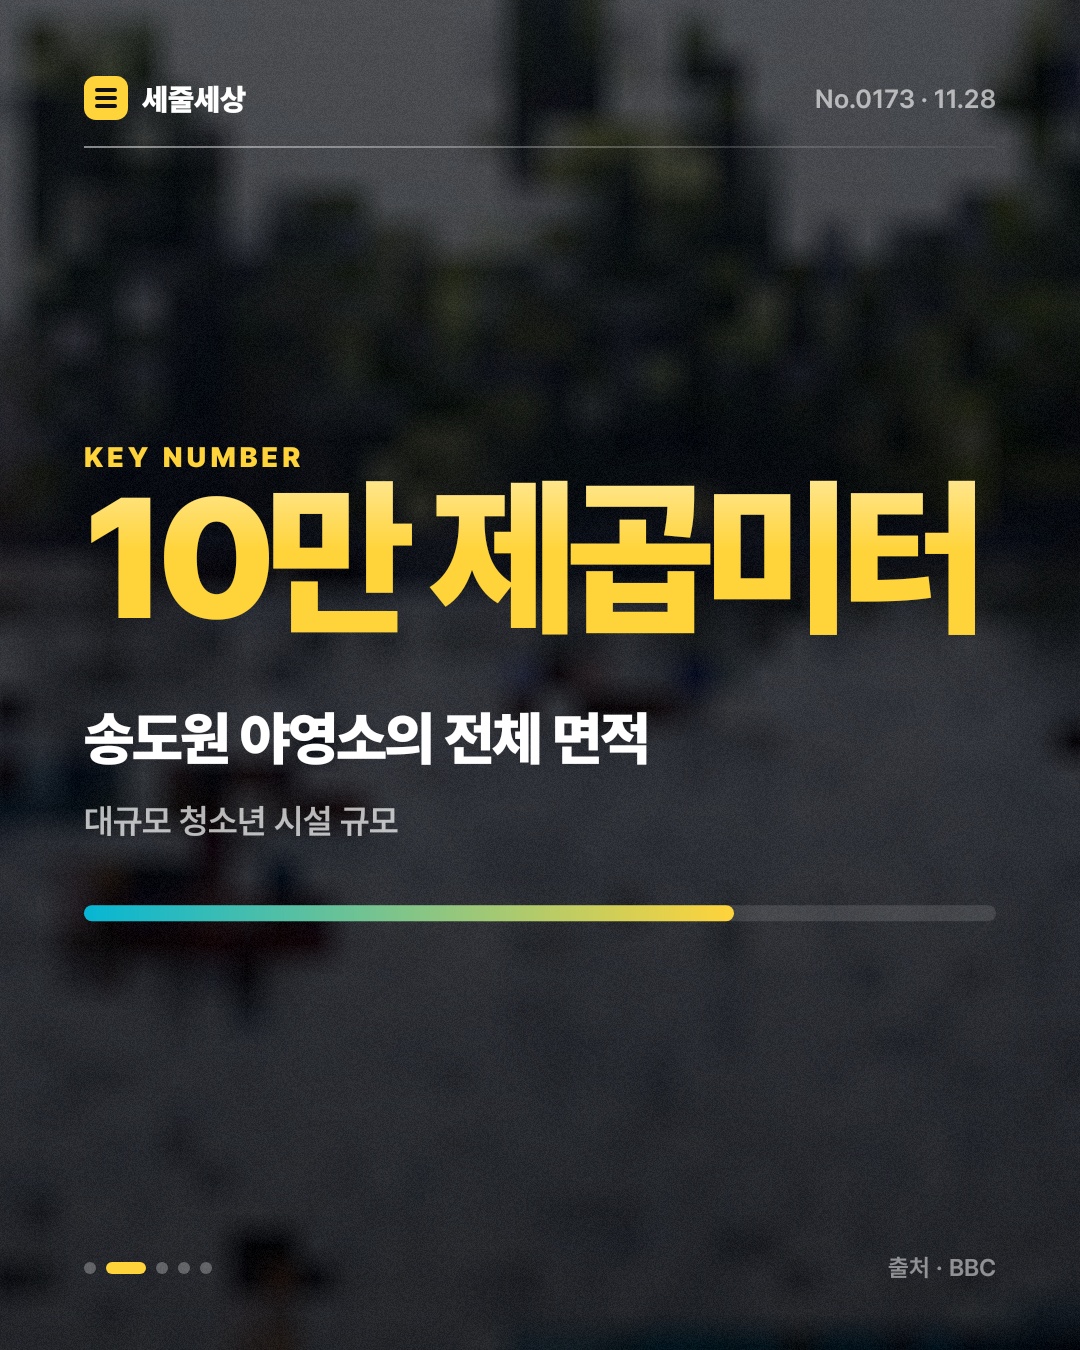 세줄세상
No.0173 · 11.28
KEY NUMBER
10만 제곱미터
송도원 야영소의 전체 면적
대규모 청소년 시설 규모
출처 · BBC